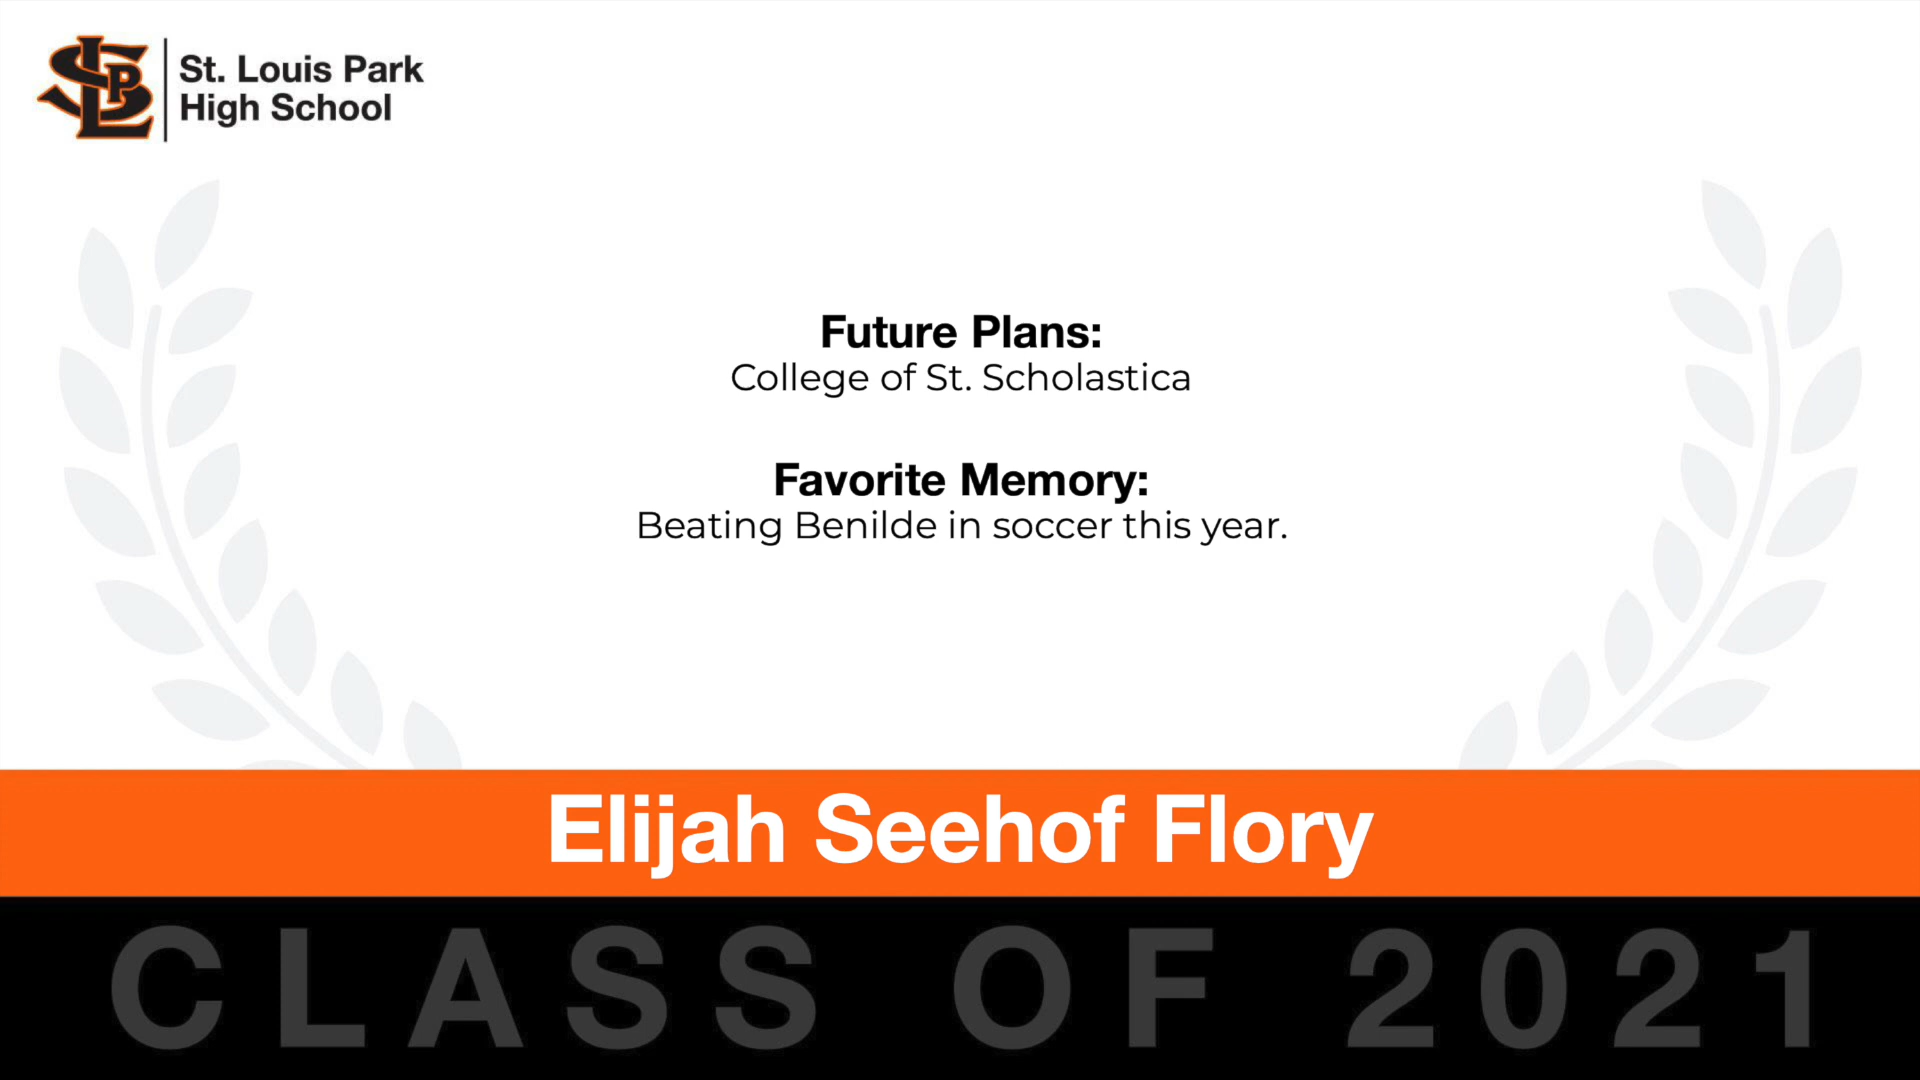 SLP
St. Louis Park
High School
Future Plans:
College of St. Scholastica
Favorite Memory:
Beating Benilde in soccer this year.
Elijah Seehof Flory
CLASS OF 2021